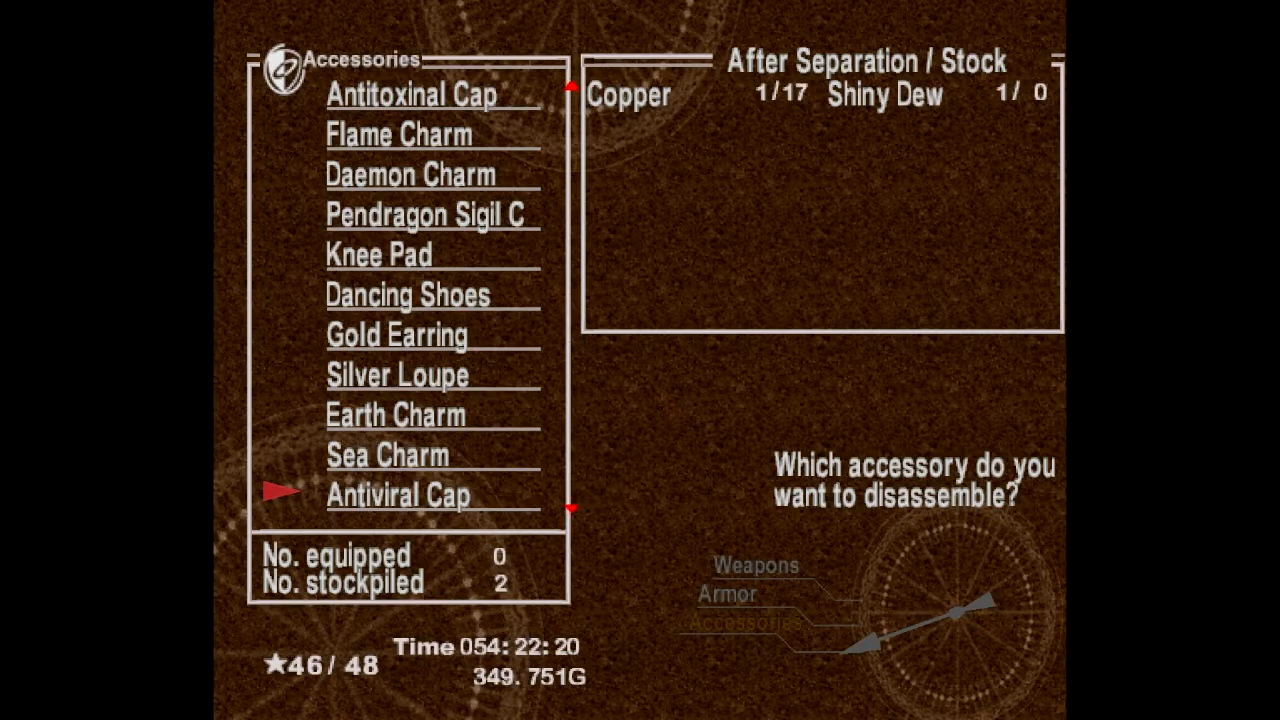 Accessories
Antitoxinal Cap
Flame Charm
Daemon Charm
Pendragon Sigil C
Knee Pad
Dancing Shoes
Gold Earring
Silver Loupe
Earth Charm
Sea Charm
Antiviral Cap
No. equipped 0
No. stockpiled 2
★46/ 48
Time 054: 22: 20
349. 751G
After Separation / Stock
Copper 1/17 Shiny Dew 1/ 0
Which accessory do you
want to disassemble?
Weapons
Armor
Accessories